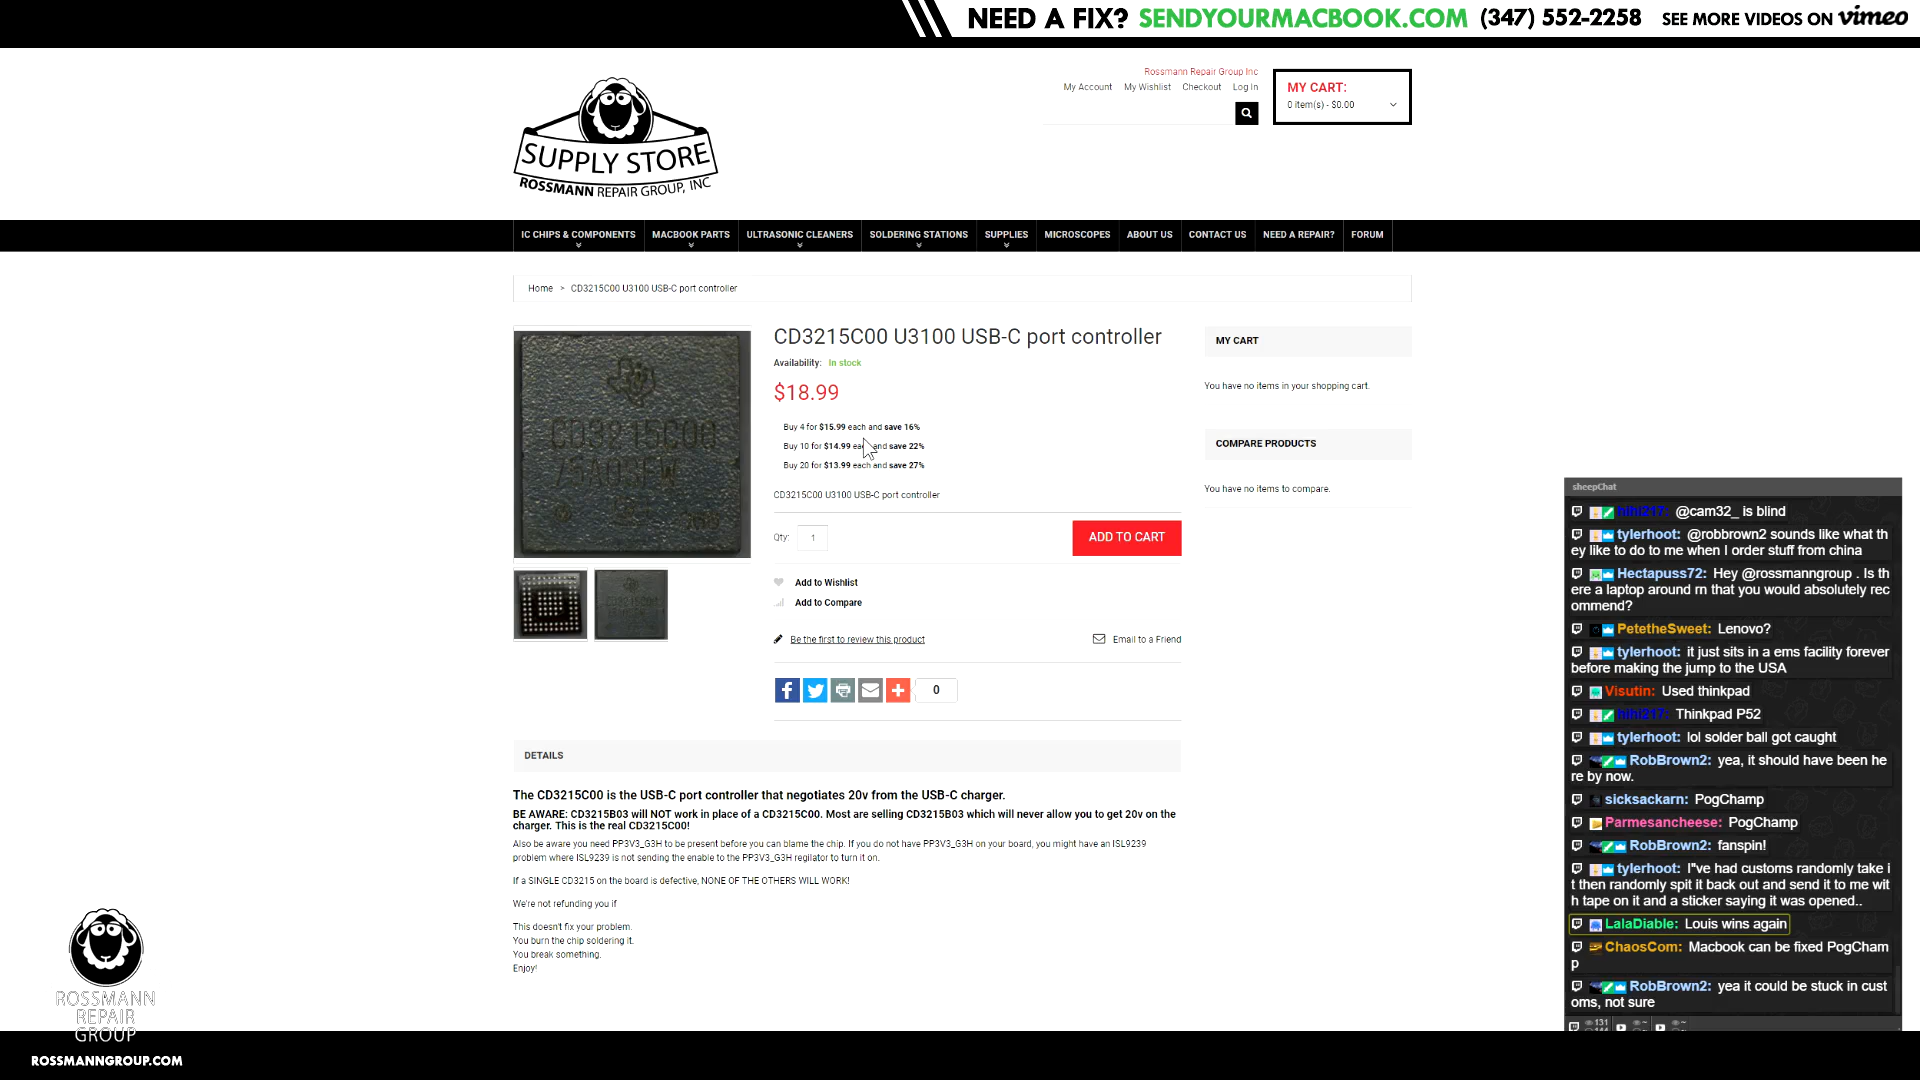 NEED A FIX? SENDYOURMACBOOK.COM (347) 552-2258 SEE MORE VIDEOS ON vimeo
Rossmann Repair Group Inc
My Account My Wishlist Checkout Log In
MY CART:
0 item(s) - $0.00
SUPPLY STORE
ROSSMANN REPAIR GROUP, INC
IC CHIPS & COMPONENTS MACBOOK PARTS ULTRASONIC CLEANERS SOLDERING STATIONS SUPPLIES MICROSCOPES ABOUT US CONTACT US NEED A REPAIR? FORUM
Home > CD3215C00 U3100 USB-C port controller
CD3215C00
CD3215C00 U3100 USB-C port controller
Availability: In stock
$18.99
Buy 4 for $15.99 each and save 16%
Buy 10 for $14.99 each and save 22%
Buy 20 for $13.99 each and save 27%
CD3215C00 U3100 USB-C port controller
Qty: 1 ADD TO CART
Add to Wishlist
Add to Compare
Be the first to review this product Email to a Friend
0
MY CART
You have no items in your shopping cart.
COMPARE PRODUCTS
You have no items to compare.
DETAILS
The CD3215C00 is the USB-C port controller that negotiates 20v from the USB-C charger.
BE AWARE: CD3215B03 will NOT work in place of a CD3215C00. Most are selling CD3215B03 which will never allow you to get 20v on the
charger. This is the real CD3215C00!
Also be aware you need PP3V3_G3H to be present before you can blame the chip. If you do not have PP3V3_G3H on your board, you might have an ISL9239
problem where ISL9239 is not sending the enable to the PP3V3_G3H regilator to turn it on.
If a SINGLE CD3215 on the board is defective, NONE OF THE OTHERS WILL WORK!
We're not refunding you if
This doesn't fix your problem.
You burn the chip soldering it.
You break something.
Enjoy!
sheepChat
hihi217: @cam32_ is blind
tylerhoot: @robbrown2 sounds like what th
ey like to do to me when I order stuff from china
Hectapuss72: Hey @rossmanngroup . Is th
ere a laptop around rn that you would absolutely rec
ommend?
PetetheSweet: Lenovo?
tylerhoot: it just sits in a ems facility forever
before making the jump to the USA
Visutin: Used thinkpad
hihi217: Thinkpad P52
tylerhoot: lol solder ball got caught
RobBrown2: yea, it should have been he
re by now.
sicksackarn: PogChamp
Parmesancheese: PogChamp
RobBrown2: fanspin!
tylerhoot: I"ve had customs randomly take i
t then randomly spit it back out and send it to me wit
h tape on it and a sticker saying it was opened..
LalaDiable: Louis wins again
ChaosCom: Macbook can be fixed PogCham
p
RobBrown2: yea it could be stuck in cust
oms, not sure
131
ROSSMANN
REPAIR
GROUP
ROSSMANNGROUP.COM